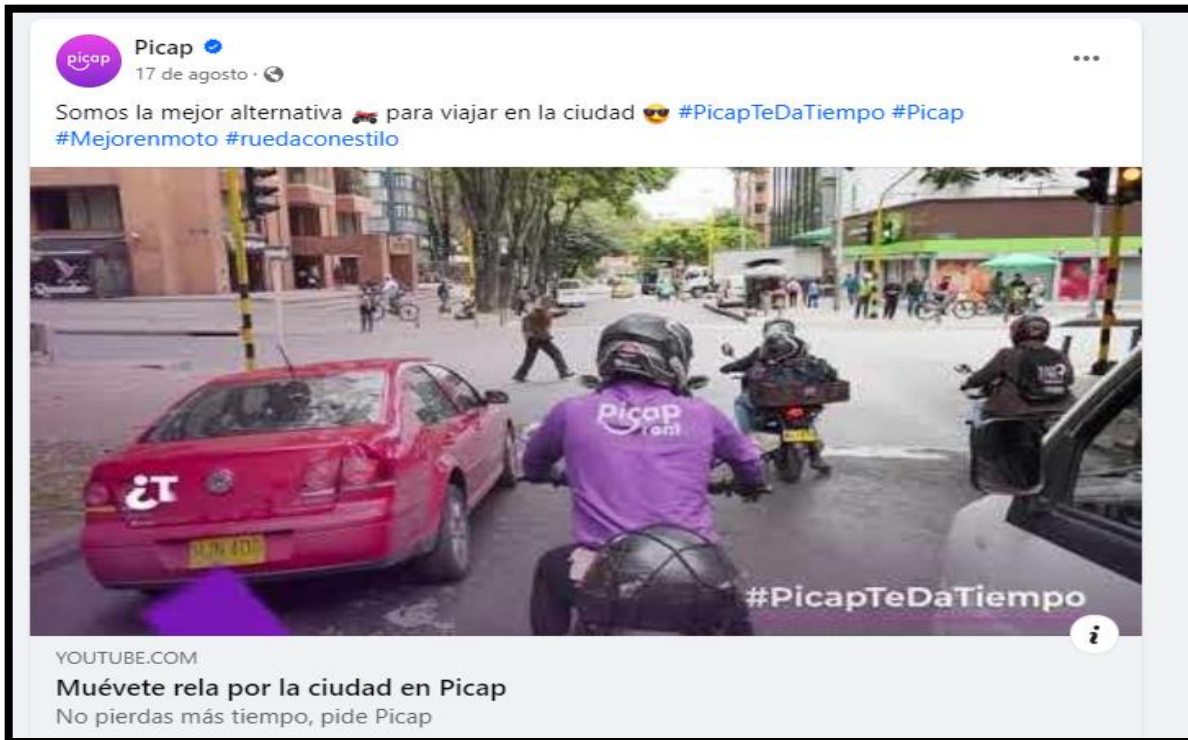 picap
Picap
17 de agosto ·
Somos la mejor alternativa 🏍️ para viajar en la ciudad 😎 #PicapTeDaTiempo #Picap
#Mejorenmoto #ruedaconestilo
Picap
¿T
#PicapTeDaTiempo
i
YOUTUBE.COM
Muévete rela por la ciudad en Picap
No pierdas más tiempo, pide Picap